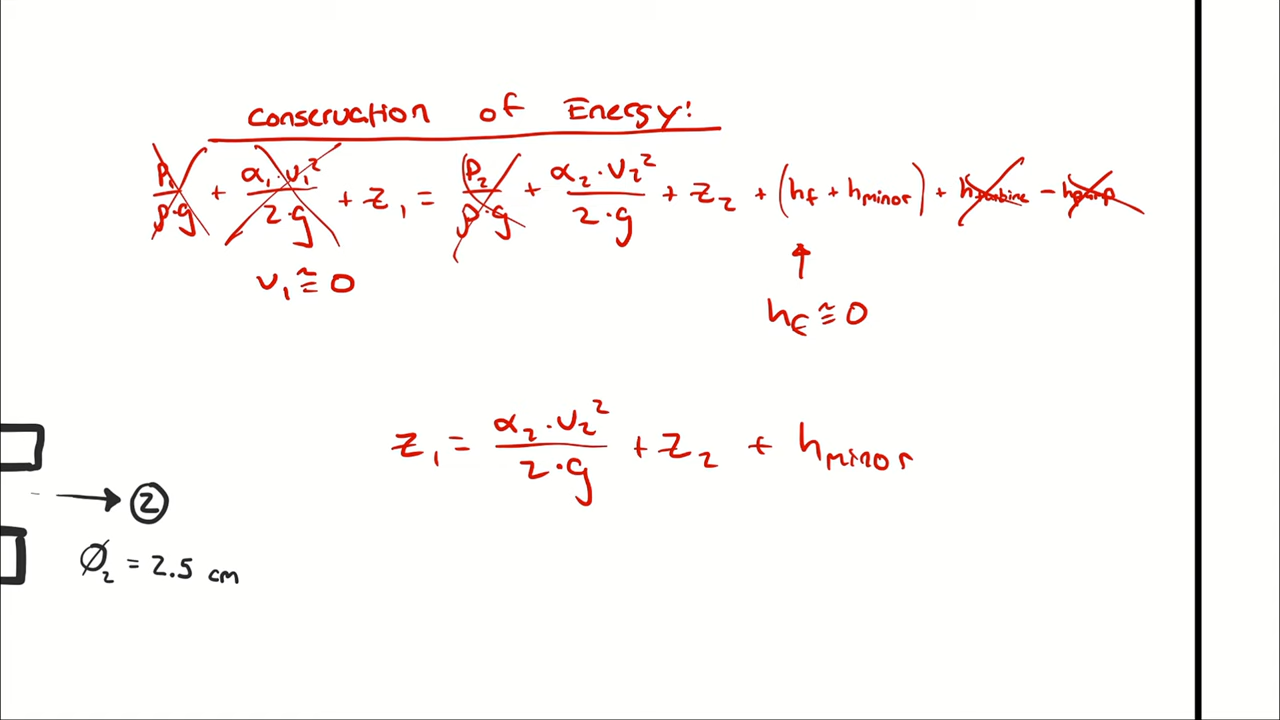 Conservation of Energy:
P₁/ρ·g + α₁·v₁²/2·g + z₁ = P₂/ρ·g + α₂·v₂²/2·g + z₂ + (hf + hminor) + hturbine − hpump
v₁ ≅ 0
hf ≅ 0
z₁ = α₂·v₂²/2·g + z₂ + hminor
②
Ø₂ = 2.5 cm